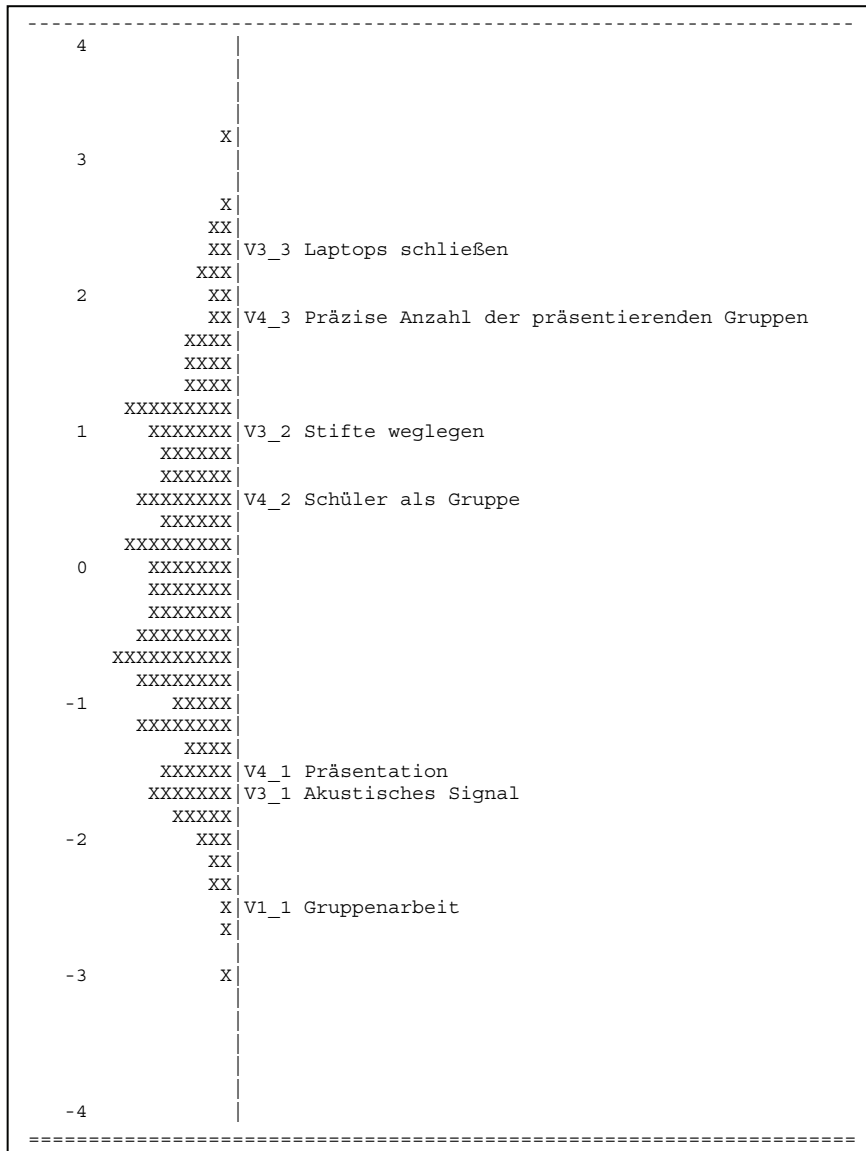 --------------------------------------------------------------------
4 |
|
|
|
X|
3 |
|
X|
XX|
XX|V3_3 Laptops schließen
XXX|
2 XX|
XX|V4_3 Präzise Anzahl der präsentierenden Gruppen
XXXX|
XXXX|
XXXX|
XXXXXXXXX|
1 XXXXXXX|V3_2 Stifte weglegen
XXXXXX|
XXXXXX|
XXXXXXXX|V4_2 Schüler als Gruppe
XXXXXX|
XXXXXXXXX|
0 XXXXXXX|
XXXXXXX|
XXXXXXX|
XXXXXXXX|
XXXXXXXXXX|
XXXXXXXX|
-1 XXXXX|
XXXXXXXX|
XXXX|
XXXXXX|V4_1 Präsentation
XXXXXXX|V3_1 Akustisches Signal
XXXXX|
-2 XXX|
XX|
XX|
X|V1_1 Gruppenarbeit
X|
|
-3 X|
|
|
|
|
|
-4 |
====================================================================